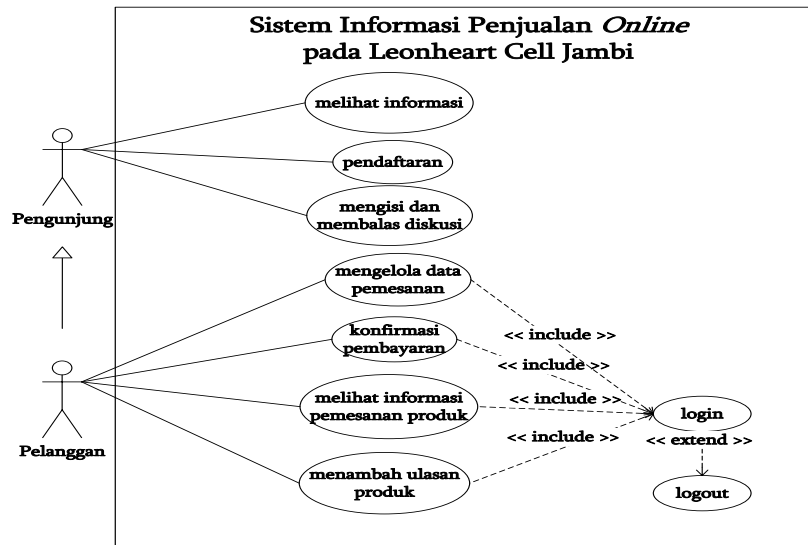 Sistem Informasi Penjualan Online
pada Leonheart Cell Jambi
melihat informasi
pendaftaran
Pengunjung
mengisi dan
membalas diskusi
mengelola data
pemesanan
<< include >>
konfirmasi
pembayaran
<< include >>
melihat informasi
pemesanan produk
<< include >>
login
<< include >>
<< extend >>
Pelanggan
menambah ulasan
produk
logout